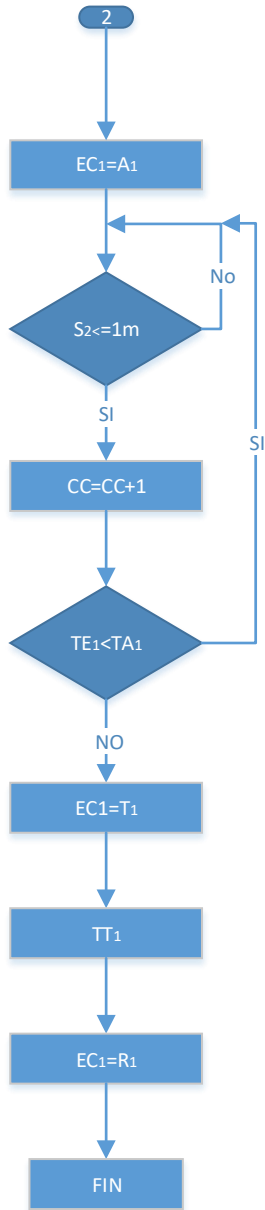 2
EC₁=A₁
No
S₂<=1m
SI
SI
CC=CC+1
TE₁<TA₁
NO
EC1=T₁
TT₁
EC₁=R₁
FIN